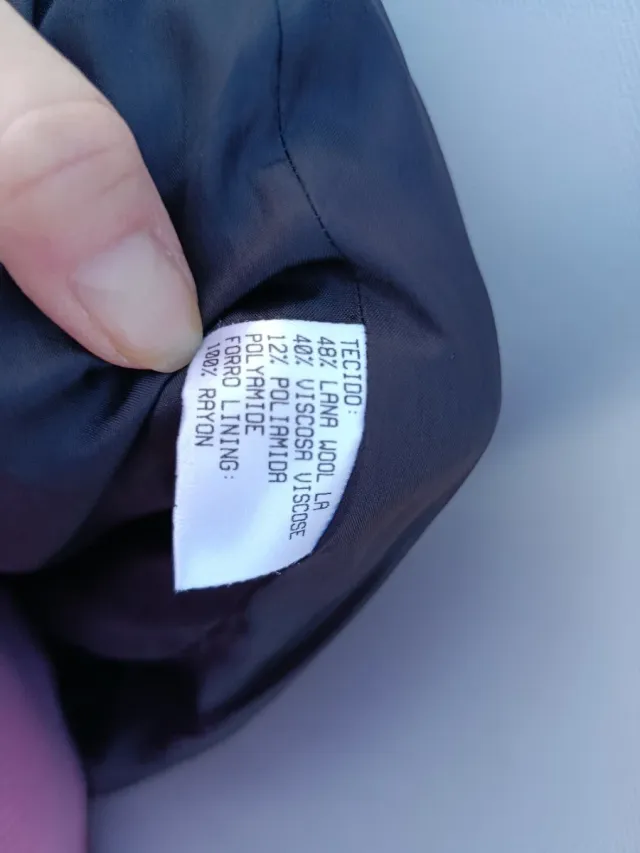 TECIDO:
48% LANA WOOL LA
40% VISCOSA VISCOSE
12% POLIAMIDA
POLYAMIDE
FORRO LINING:
100% RAYON